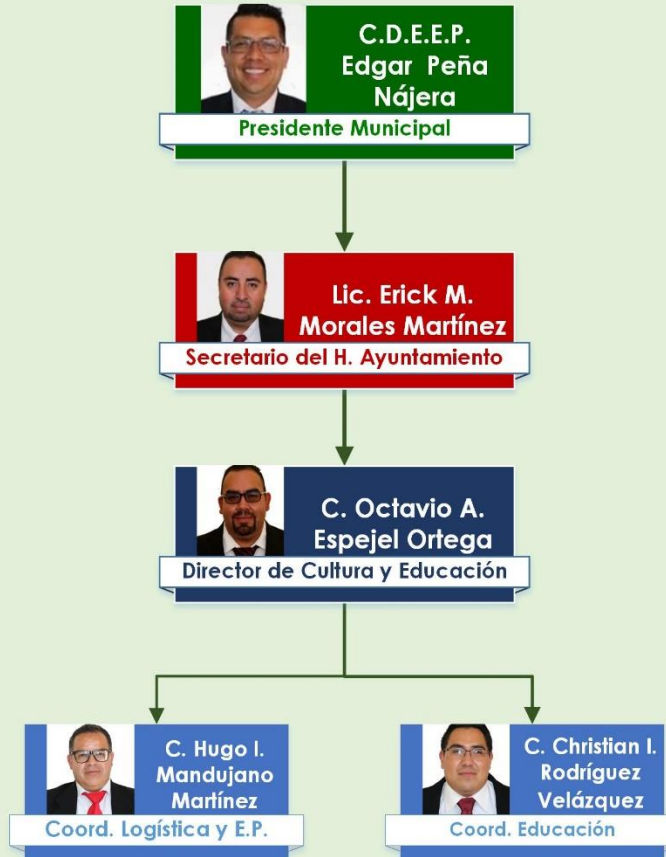 C.D.E.E.P.
Edgar Peña
Nájera
Presidente Municipal
Lic. Erick M.
Morales Martínez
Secretario del H. Ayuntamiento
C. Octavio A.
Espejel Ortega
Director de Cultura y Educación
C. Hugo I.
Mandujano
Martínez
Coord. Logística y E.P.
C. Christian I.
Rodríguez
Velázquez
Coord. Educación